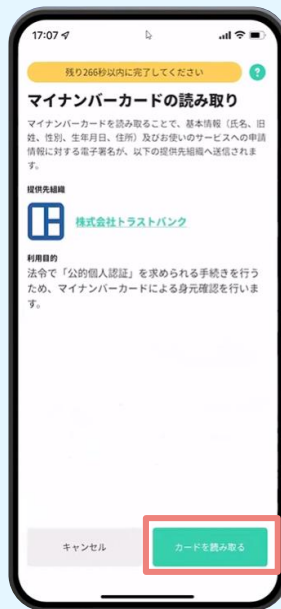 17:07
残り266秒以内に完了してください
?
マイナンバーカードの読み取り
マイナンバーカードを読み取ることで、基本情報（氏名、旧
姓、性別、生年月日、住所）及びお使いのサービスへの申請
情報に対する電子署名が、以下の提供先組織へ送信されま
す。
提供先組織
株式会社トラストバンク
利用目的
法令で「公的個人認証」を求められる手続きを行う
ため、マイナンバーカードによる身元確認を行いま
す。
キャンセル
カードを読み取る